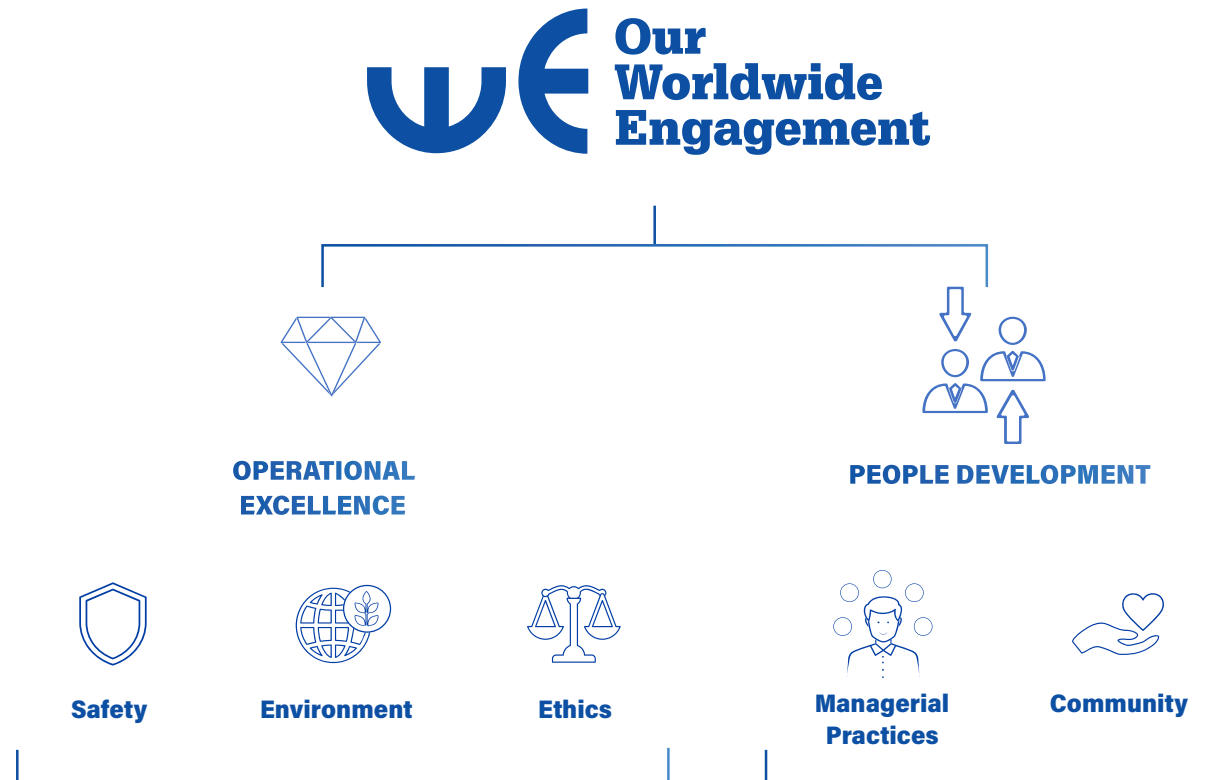 WE
Our
Worldwide
Engagement
OPERATIONAL
EXCELLENCE
PEOPLE DEVELOPMENT
Safety
Environment
Ethics
Managerial
Practices
Community